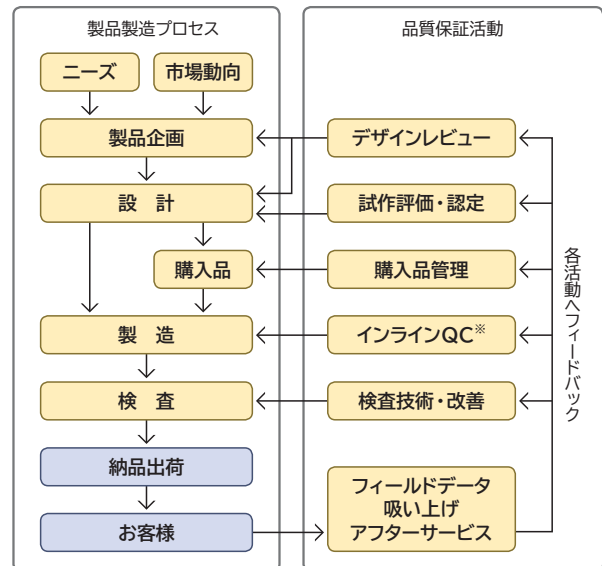 製品製造プロセス
ニーズ
市場動向
製品企画
設　計
購入品
製　造
検　査
納品出荷
お客様
品質保証活動
デザインレビュー
試作評価・認定
購入品管理
インラインQC※
検査技術・改善
フィールドデータ
吸い上げ
アフターサービス
各活動へフィードバック